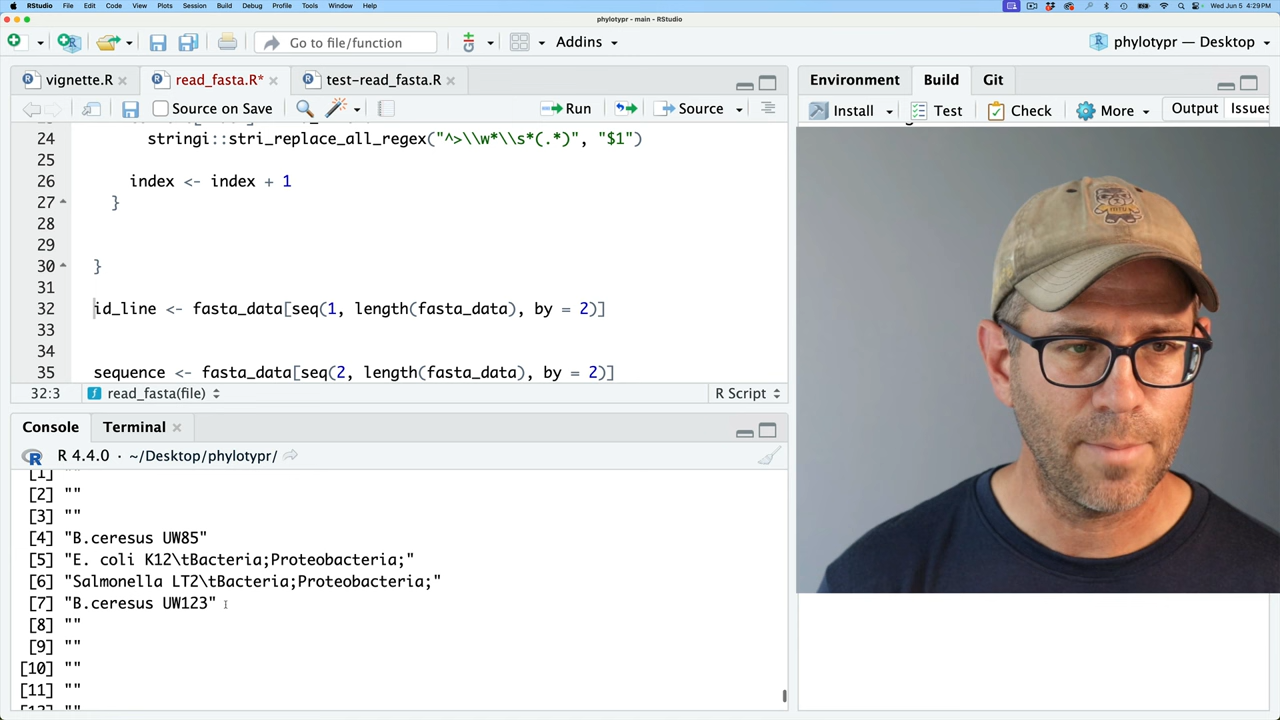 RStudio File Edit Code View Plots Session Build Debug Profile Tools Window Help
Wed Jun 5 4:29 PM
phylotypr - main - RStudio
Go to file/function
Addins
phylotypr — Desktop
vignette.R
read_fasta.R*
test-read_fasta.R
Source on Save
Run
Source
24 stringi::stri_replace_all_regex("^>\\w*\\s*(.*)", "$1")
25
26 index <- index + 1
27 }
28
29
30 }
31
32 id_line <- fasta_data[seq(1, length(fasta_data), by = 2)]
33
34
35 sequence <- fasta_data[seq(2, length(fasta_data), by = 2)]
32:3 read_fasta(file) R Script
Console Terminal
R 4.4.0 · ~/Desktop/phylotypr/
[1] ""
[2] ""
[3] ""
[4] "B.ceresus UW85"
[5] "E. coli K12\tBacteria;Proteobacteria;"
[6] "Salmonella LT2\tBacteria;Proteobacteria;"
[7] "B.ceresus UW123"
[8] ""
[9] ""
[10] ""
[11] ""
Environment Build Git
Install Test Check More Output Issues